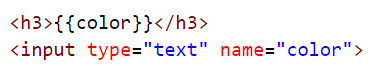 <h3>{{color}}</h3>
<input type="text" name="color">